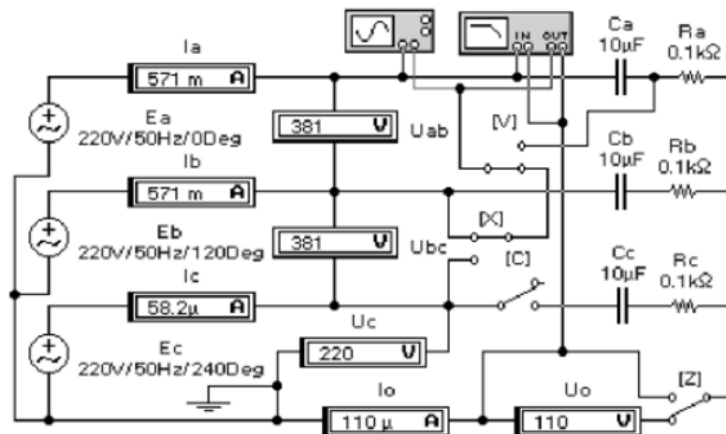 Ia
571 m A
IN OUT
Ca
10µF
Ra
0.1kΩ
Ea
220V/50Hz/0Deg
381 V
Uab
[V]
Ib
571 m A
Cb
10µF
Rb
0.1kΩ
Eb
220V/50Hz/120Deg
381 V
Ubc
[X]
[C]
Ic
58.2µ A
Cc
10µF
Rc
0.1kΩ
Ec
220V/50Hz/240Deg
Uc
220 V
Io
110 µ A
Uo
110 V
[Z]